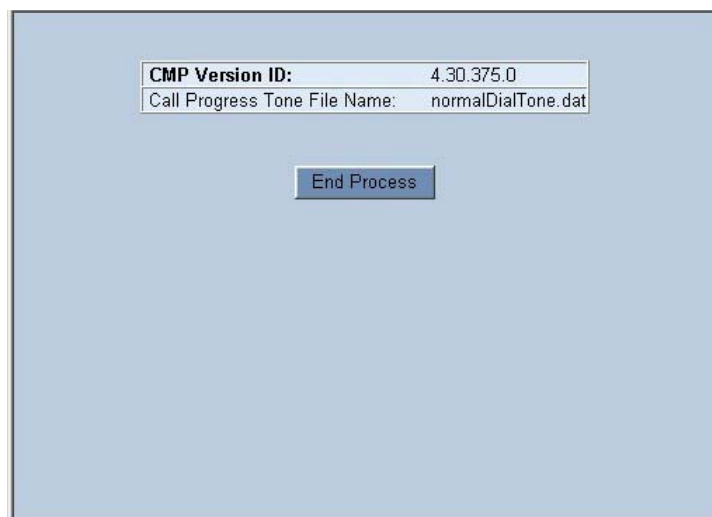 CMP Version ID: 4.30.375.0
Call Progress Tone File Name: normalDialTone.dat
End Process